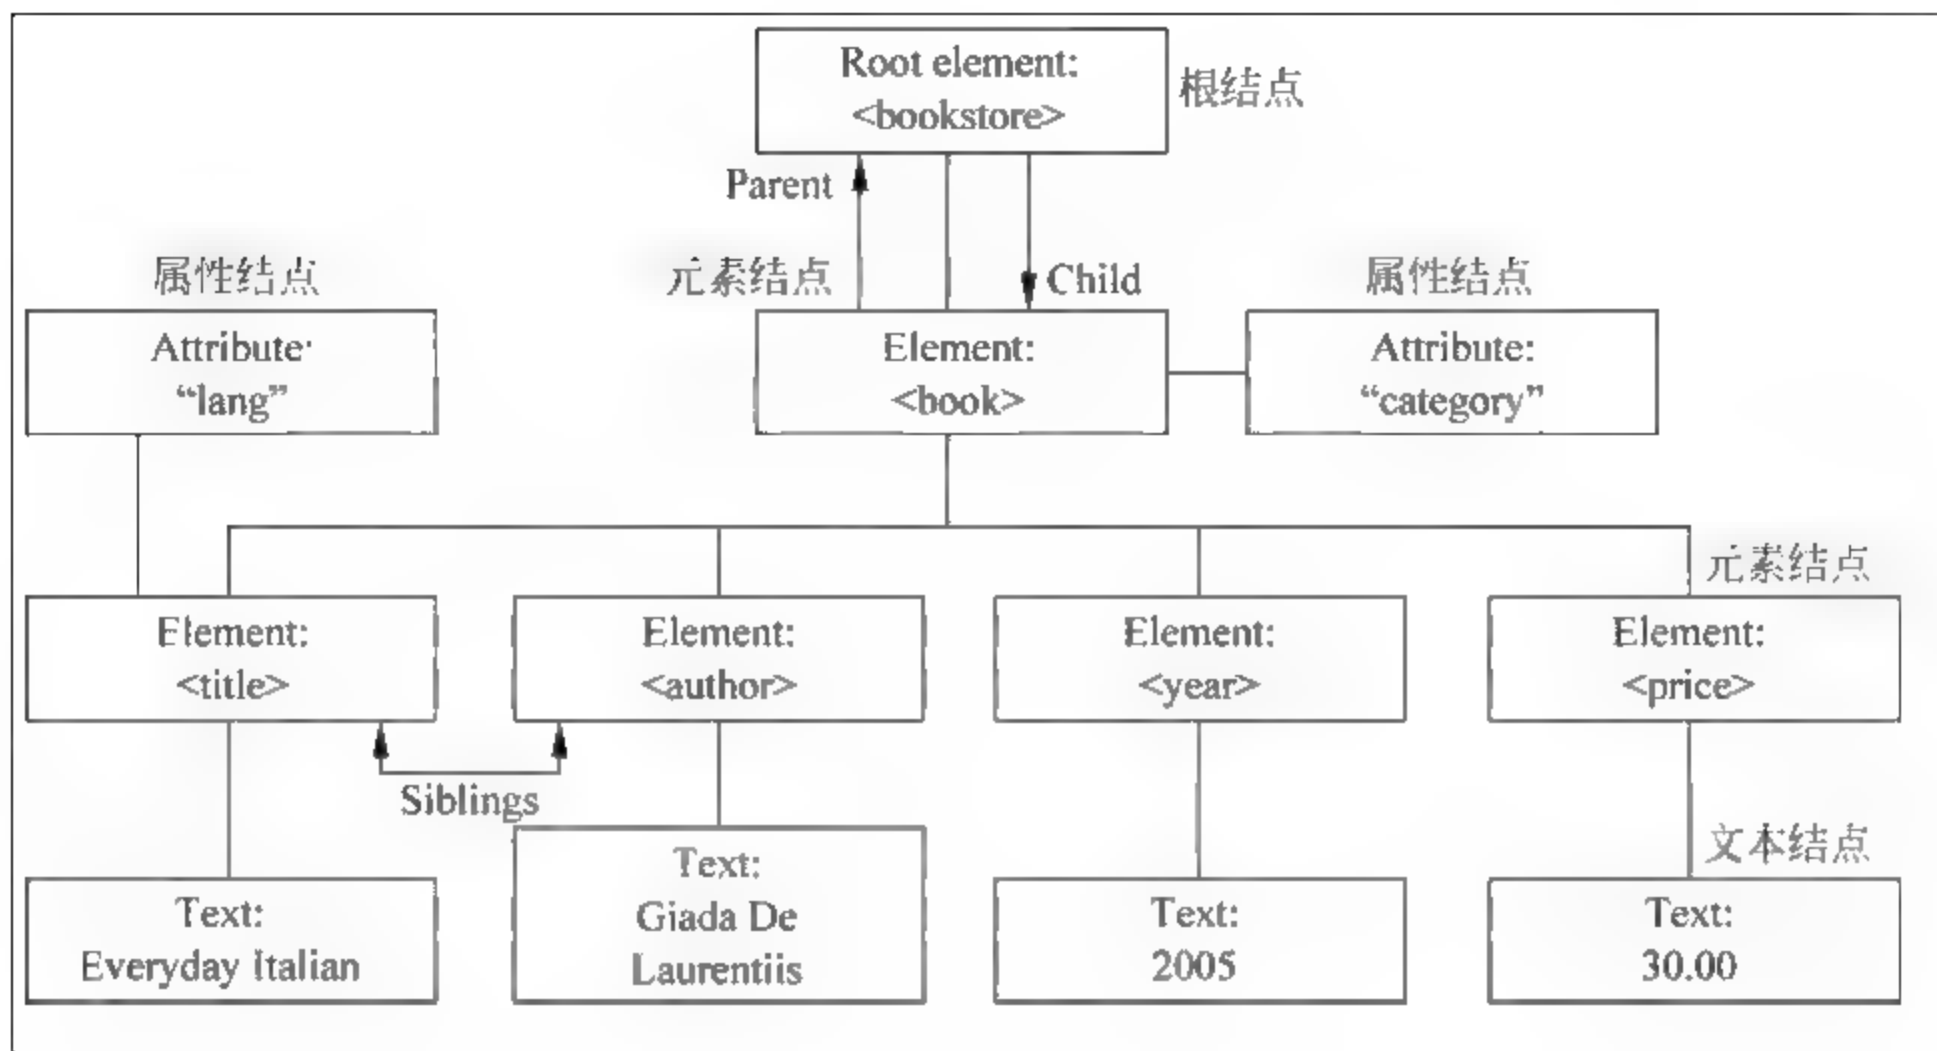 Root element:
<bookstore>
根结点
Parent
属性结点
元素结点
Child
属性结点
Attribute:
“lang”
Element:
<book>
Attribute:
“category”
元素结点
Element:
<title>
Element:
<author>
Element:
<year>
Element:
<price>
Siblings
文本结点
Text:
Everyday Italian
Text:
Giada De
Laurentiis
Text:
2005
Text:
30.00